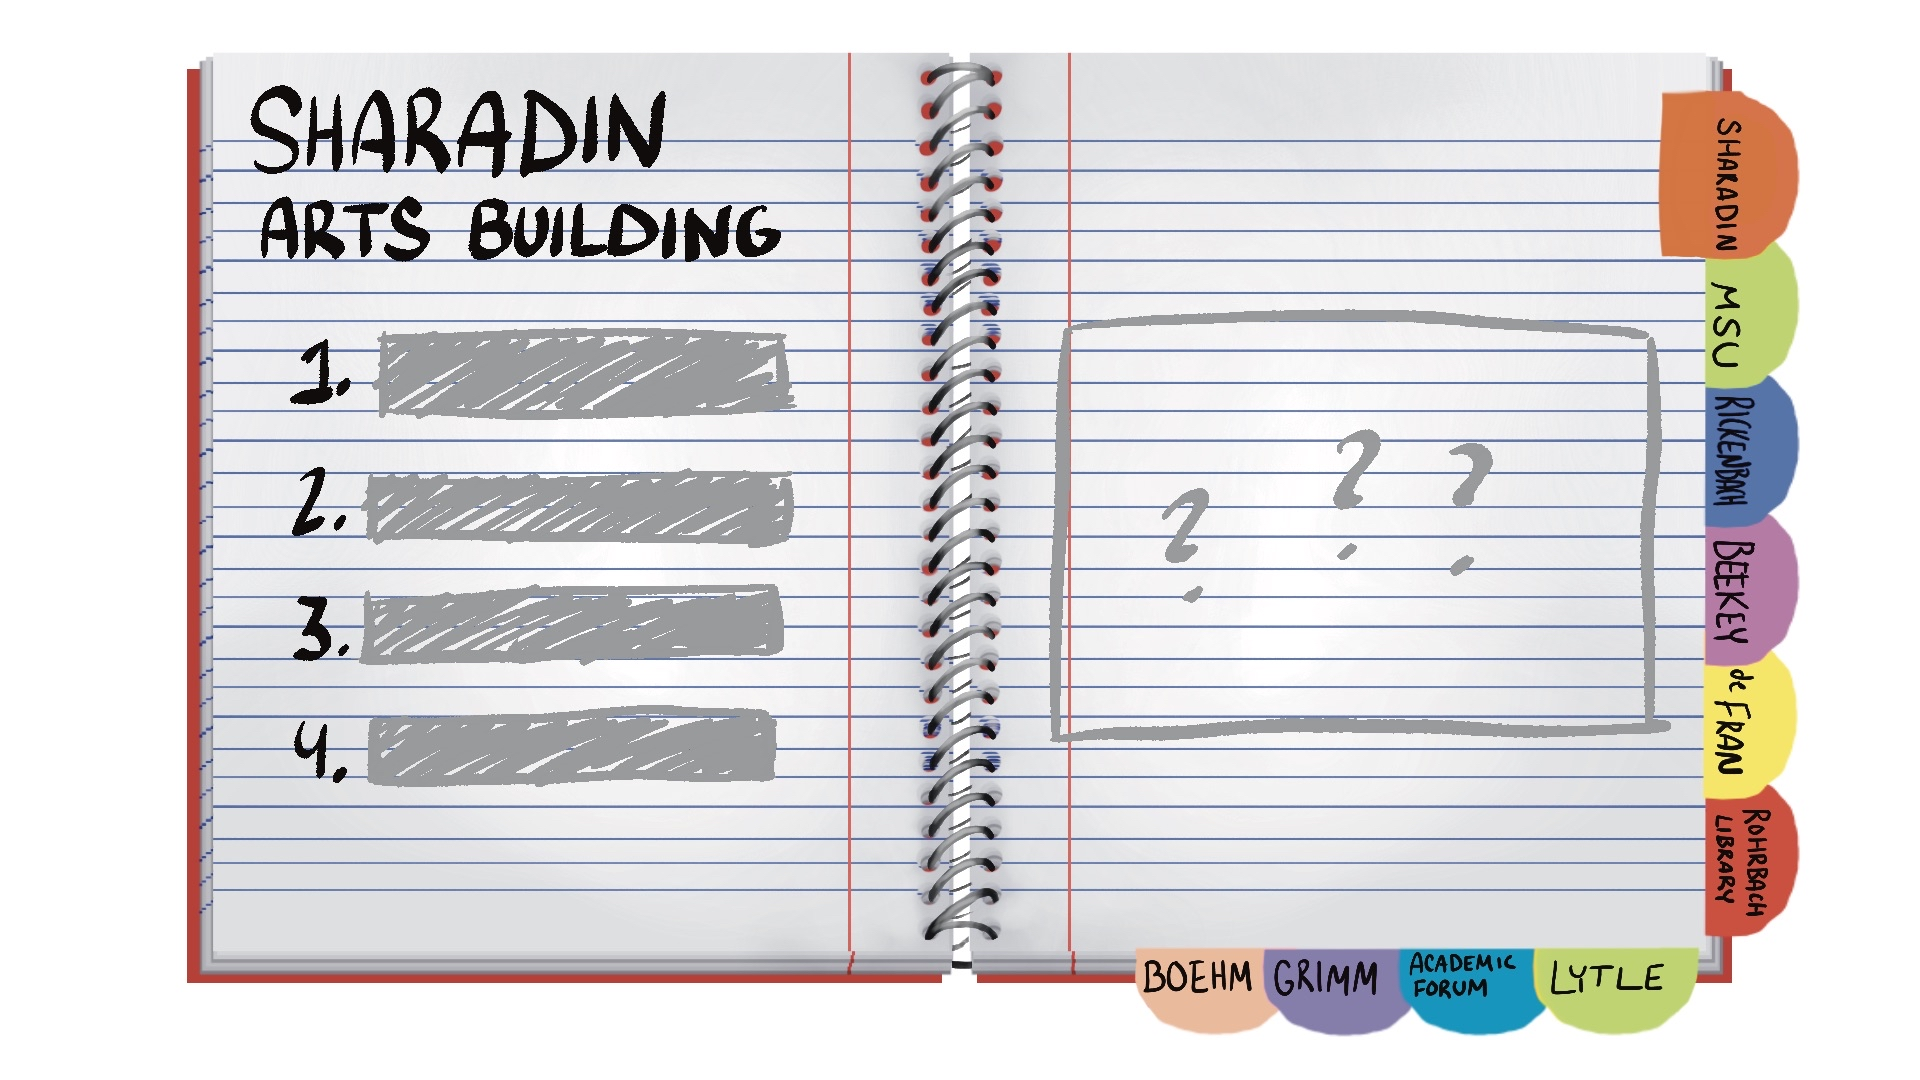 SHARADIN
ARTS BUILDING
1.
2.
3.
4.
? ? ?
SHARADIN
MSU
RICKENBACH
BEEKEY
de FRAN
ROHRBACH
LIBRARY
BOEHM
GRIMM
ACADEMIC
FORUM
LYTLE